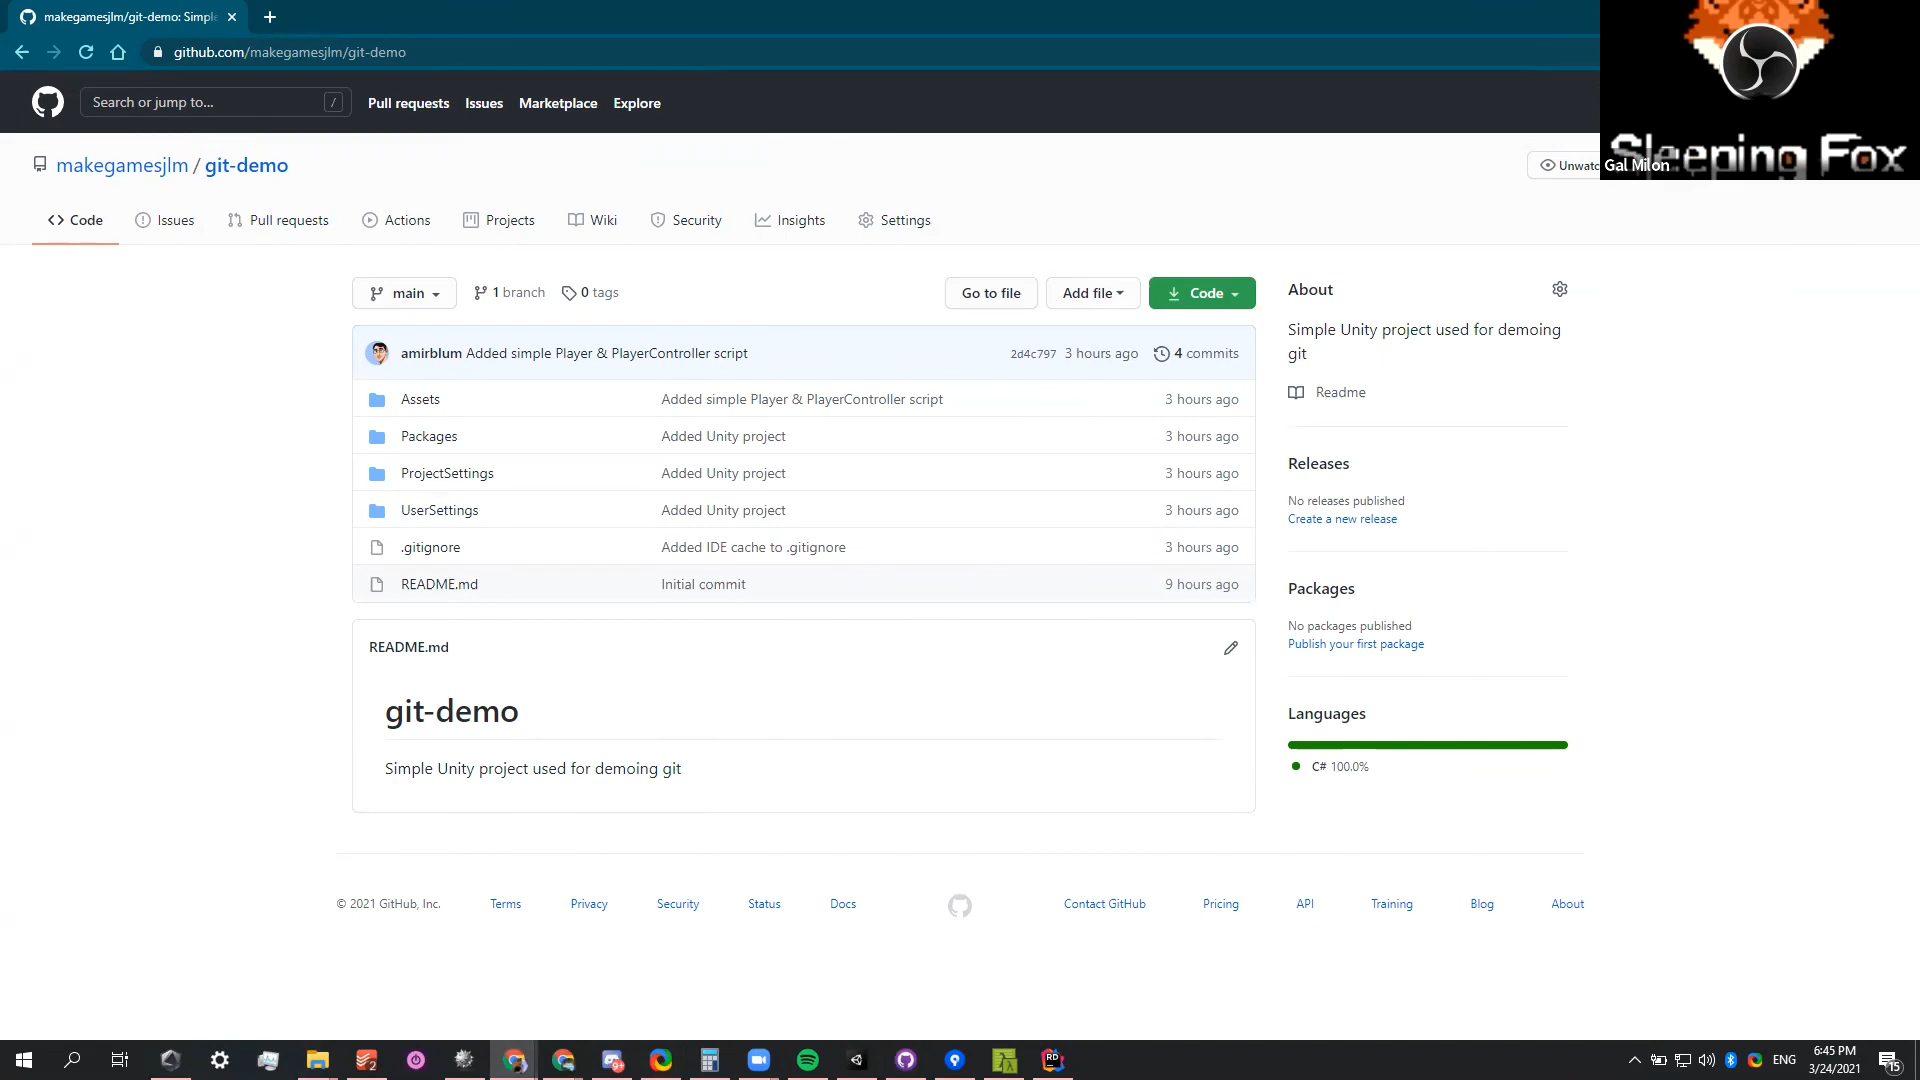 makegamesjlm/git-demo: Simple
github.com/makegamesjlm/git-demo
Search or jump to...
/
Pull requests
Issues
Marketplace
Explore
Sleeping Fox
Gal Milon
makegamesjlm / git-demo
Unwatc
Code
Issues
Pull requests
Actions
Projects
Wiki
Security
Insights
Settings
main
1 branch
0 tags
Go to file
Add file
Code
amirblum Added simple Player & PlayerController script
2d4c797 3 hours ago
4 commits
Assets
Added simple Player & PlayerController script
3 hours ago
Packages
Added Unity project
3 hours ago
ProjectSettings
Added Unity project
3 hours ago
UserSettings
Added Unity project
3 hours ago
.gitignore
Added IDE cache to .gitignore
3 hours ago
README.md
Initial commit
9 hours ago
README.md
git-demo
Simple Unity project used for demoing git
About
Simple Unity project used for demoing
git
Readme
Releases
No releases published
Create a new release
Packages
No packages published
Publish your first package
Languages
C# 100.0%
© 2021 GitHub, Inc.
Terms
Privacy
Security
Status
Docs
Contact GitHub
Pricing
API
Training
Blog
About
2
9+
RD
ENG
6:45 PM
3/24/2021
15